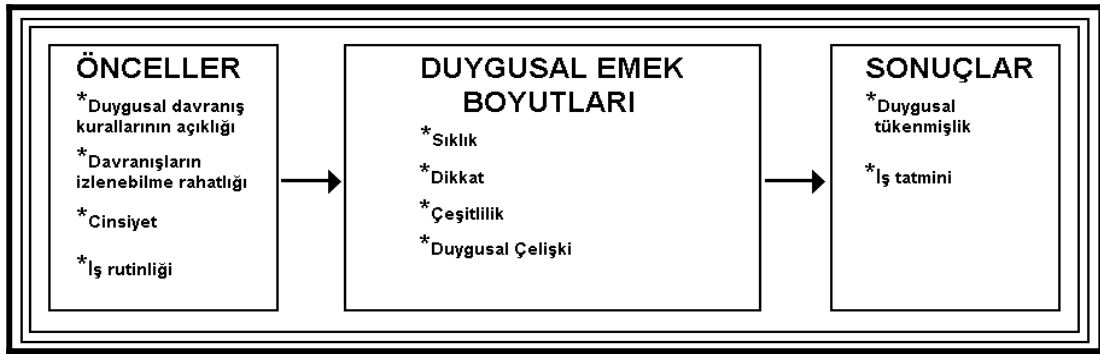 ÖNCELLER
*Duygusal davranış
kurallarının açıklığı
*Davranışların
izlenebilme rahatlığı
*Cinsiyet
*İş rutinliği
DUYGUSAL EMEK
BOYUTLARI
*Sıklık
*Dikkat
*Çeşitlilik
*Duygusal Çelişki
SONUÇLAR
*Duygusal
tükenmişlik
*İş tatmini